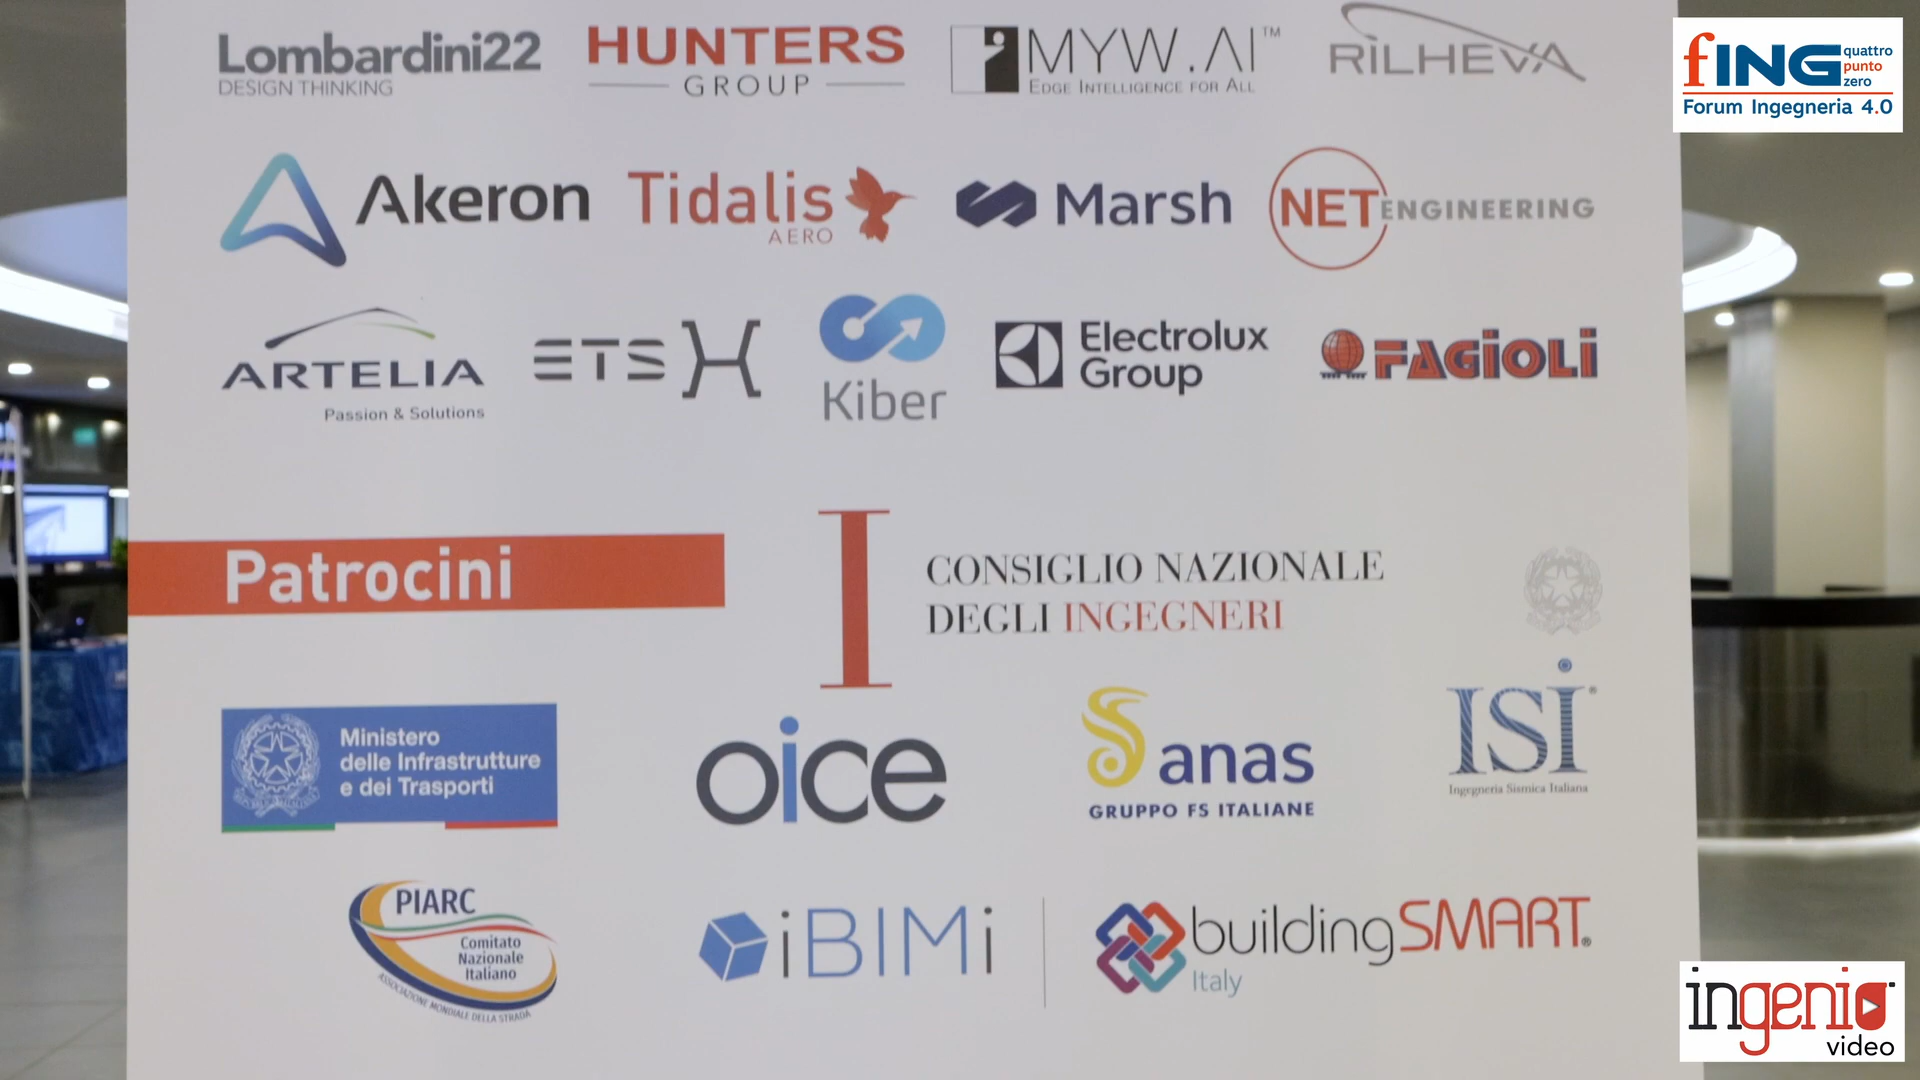 Lombardini22
DESIGN THINKING
HUNTERS
GROUP
MYW.AI™
EDGE INTELLIGENCE FOR ALL
RILHEVA
fING quattro
punto
zero
Forum Ingegneria 4.0
Akeron
Tidalis
AERO
Marsh
NET ENGINEERING
ARTELIA
Passion & Solutions
ETS
Kiber
Electrolux
Group
FAGIOLI
Patrocini
CONSIGLIO NAZIONALE
DEGLI INGEGNERI
Ministero
delle Infrastrutture
e dei Trasporti
oice
anas
GRUPPO FS ITALIANE
ISI®
Ingegneria Sismica Italiana
PIARC
Comitato
Nazionale
Italiano
ASSOCIAZIONE MONDIALE DELLA STRADA
iBIMi
buildingSMART®
Italy
ingenio
video